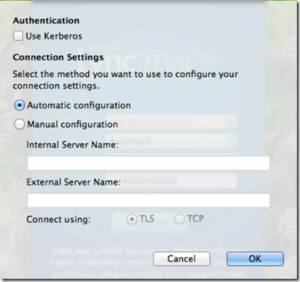 Authentication
Use Kerberos
Connection Settings
Select the method you want to use to configure your
connection settings.
Automatic configuration
Manual configuration
Internal Server Name:
External Server Name:
Connect using: TLS TCP
Cancel OK